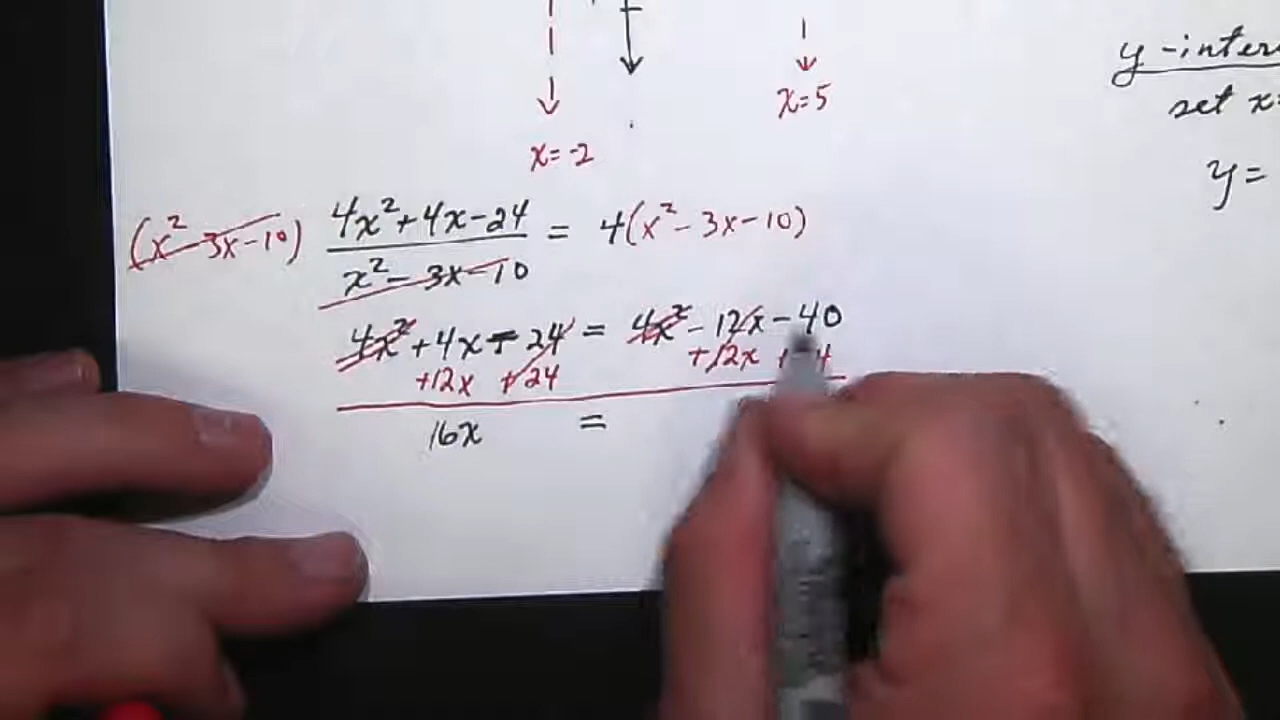 y-inter
x=5
set x=
x=-2
y=
(x²-3x-10) 4x²+4x-24 = 4(x²-3x-10)
x²-3x-10
4x²+4x-24 = 4x²-12x-40
+12x +24 +12x
16x =